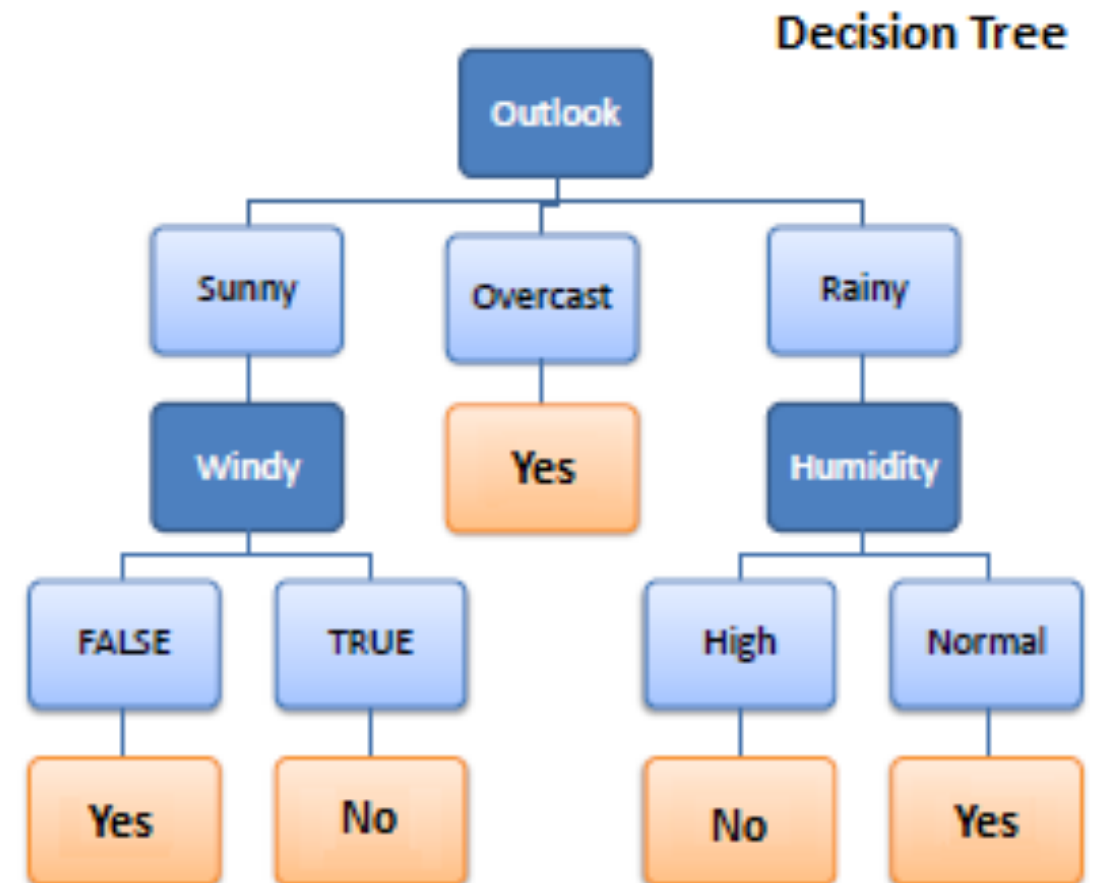 Decision Tree
Outlook
Sunny
Overcast
Rainy
Windy
Yes
Humidity
FALSE
TRUE
High
Normal
Yes
No
No
Yes